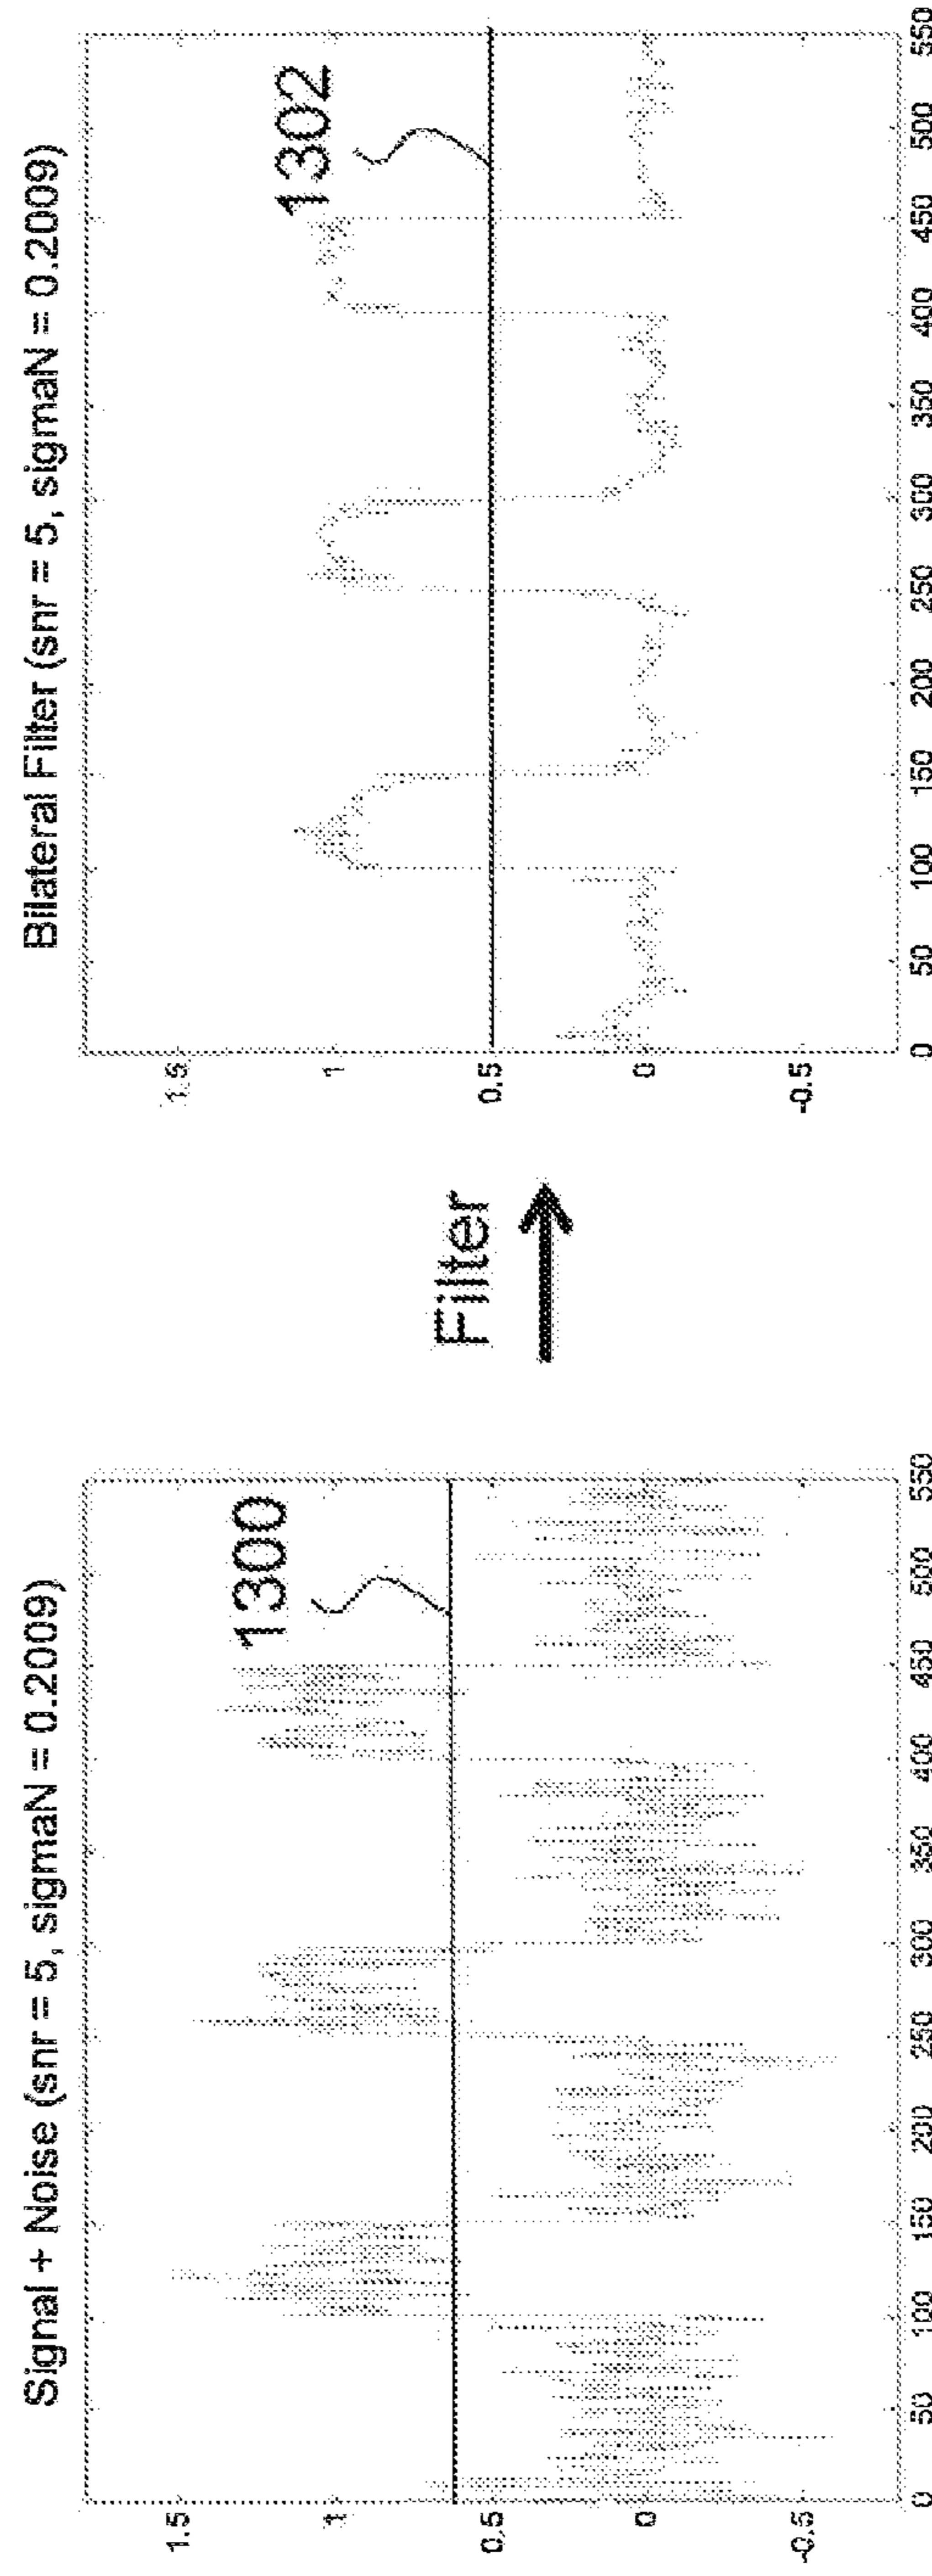 Signal + Noise (snr = 5, sigmaN = 0.2009)
1300
1.5
1
0.5
0
-0.5
0 50 100 150 200 250 300 350 400 450 500 550
Filter
Bilateral Filter (snr = 5, sigmaN = 0.2009)
1302
1.5
1
0.5
0
-0.5
0 50 100 150 200 250 300 350 400 450 500 550